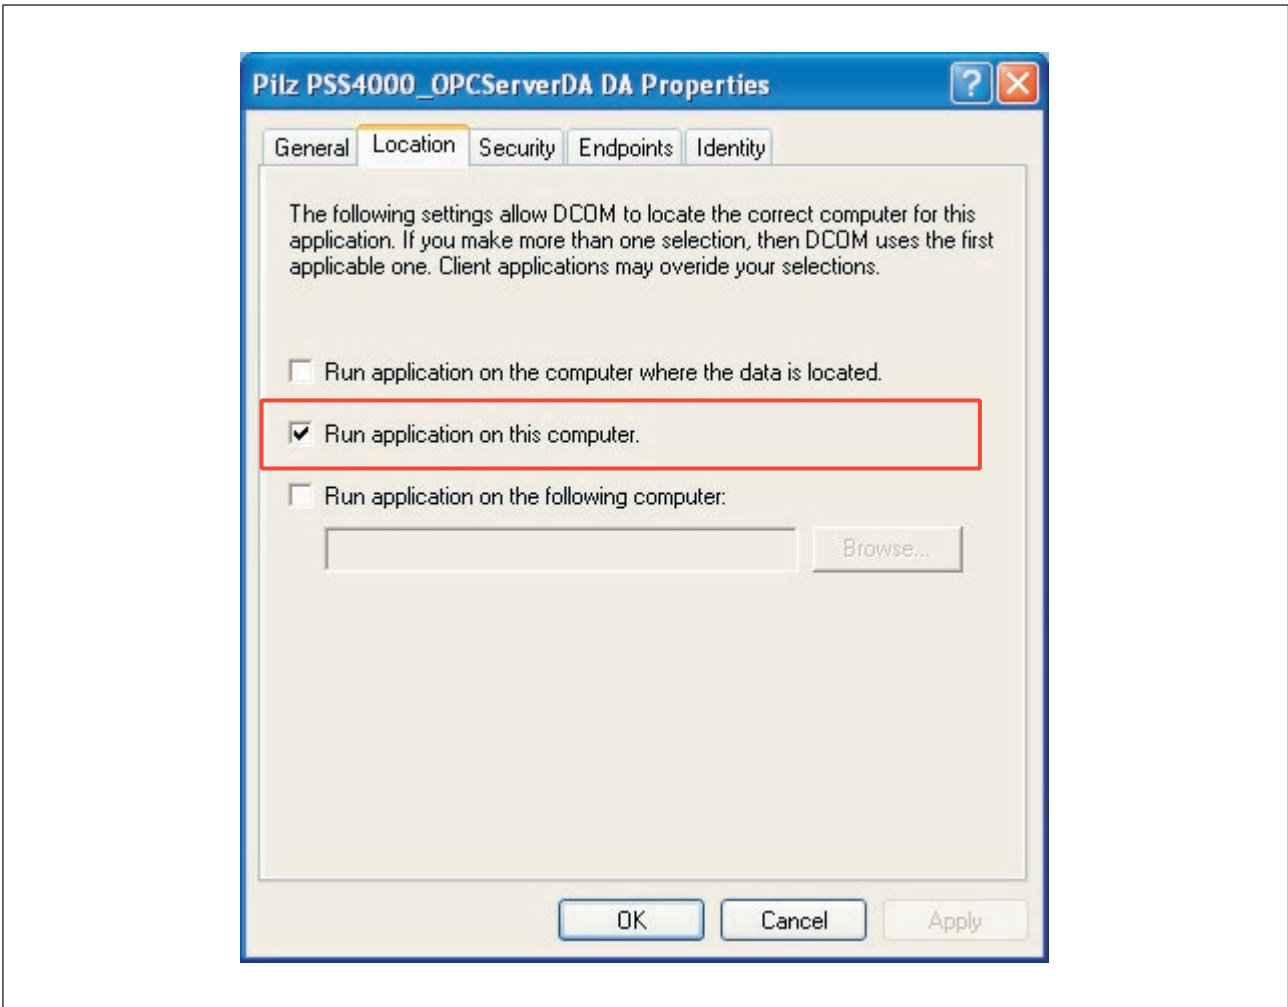 Pilz PSS4000_OPCServerDA DA Properties
General Location Security Endpoints Identity
The following settings allow DCOM to locate the correct computer for this
application. If you make more than one selection, then DCOM uses the first
applicable one. Client applications may overide your selections.
Run application on the computer where the data is located.
Run application on this computer.
Run application on the following computer:
Browse...
OK Cancel Apply